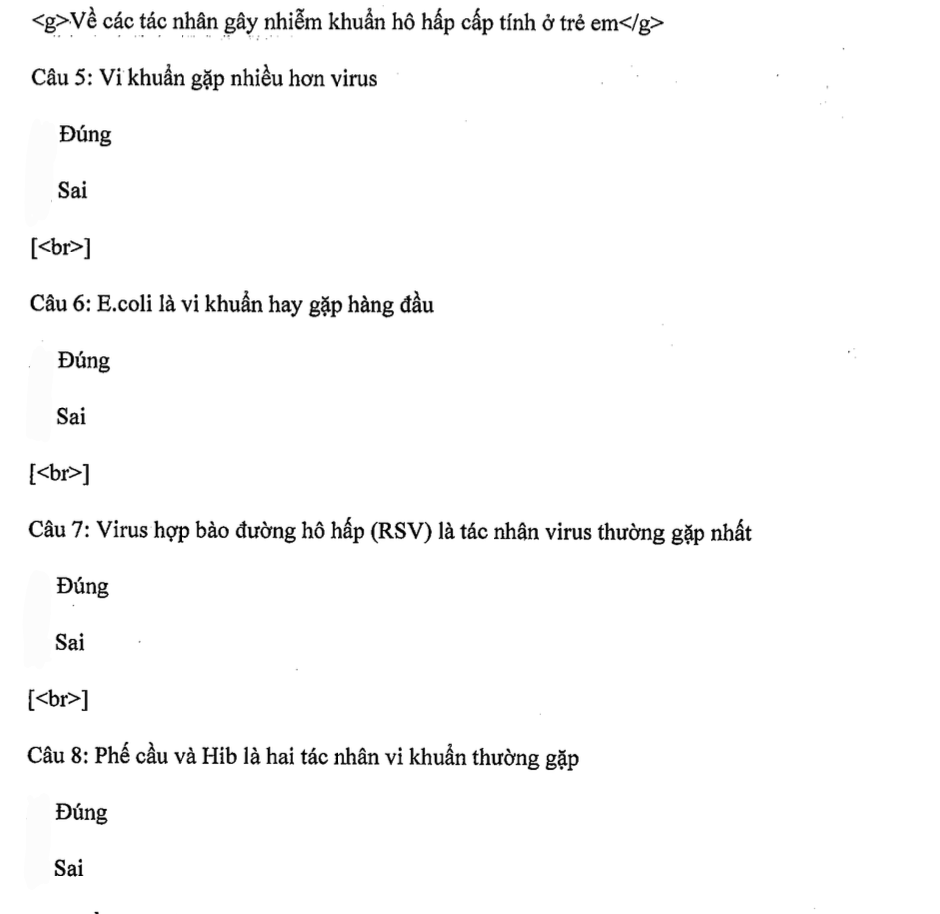 <g>Về các tác nhân gây nhiễm khuẩn hô hấp cấp tính ở trẻ em</g>
Câu 5: Vi khuẩn gặp nhiều hơn virus
Đúng
Sai
[<br>]
Câu 6: E.coli là vi khuẩn hay gặp hàng đầu
Đúng
Sai
[<br>]
Câu 7: Virus hợp bào đường hô hấp (RSV) là tác nhân virus thường gặp nhất
Đúng
Sai
[<br>]
Câu 8: Phế cầu và Hib là hai tác nhân vi khuẩn thường gặp
Đúng
Sai